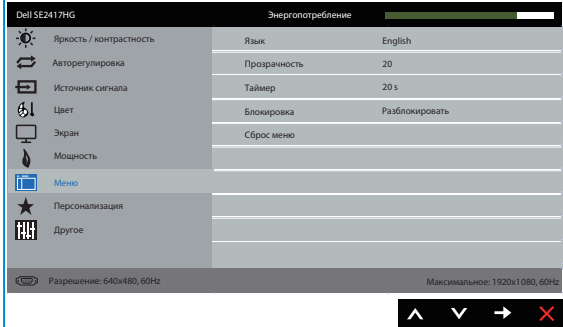 Dell SE2417HG Энергопотребление
Яркость / контрастность Язык English
Авторегулировка Прозрачность 20
Источник сигнала Таймер 20 s
Цвет Блокировка Разблокировать
Экран Сброс меню
Мощность
Меню
Персонализация
Другое
Разрешение: 640x480, 60Hz Максимальное: 1920x1080, 60Hz